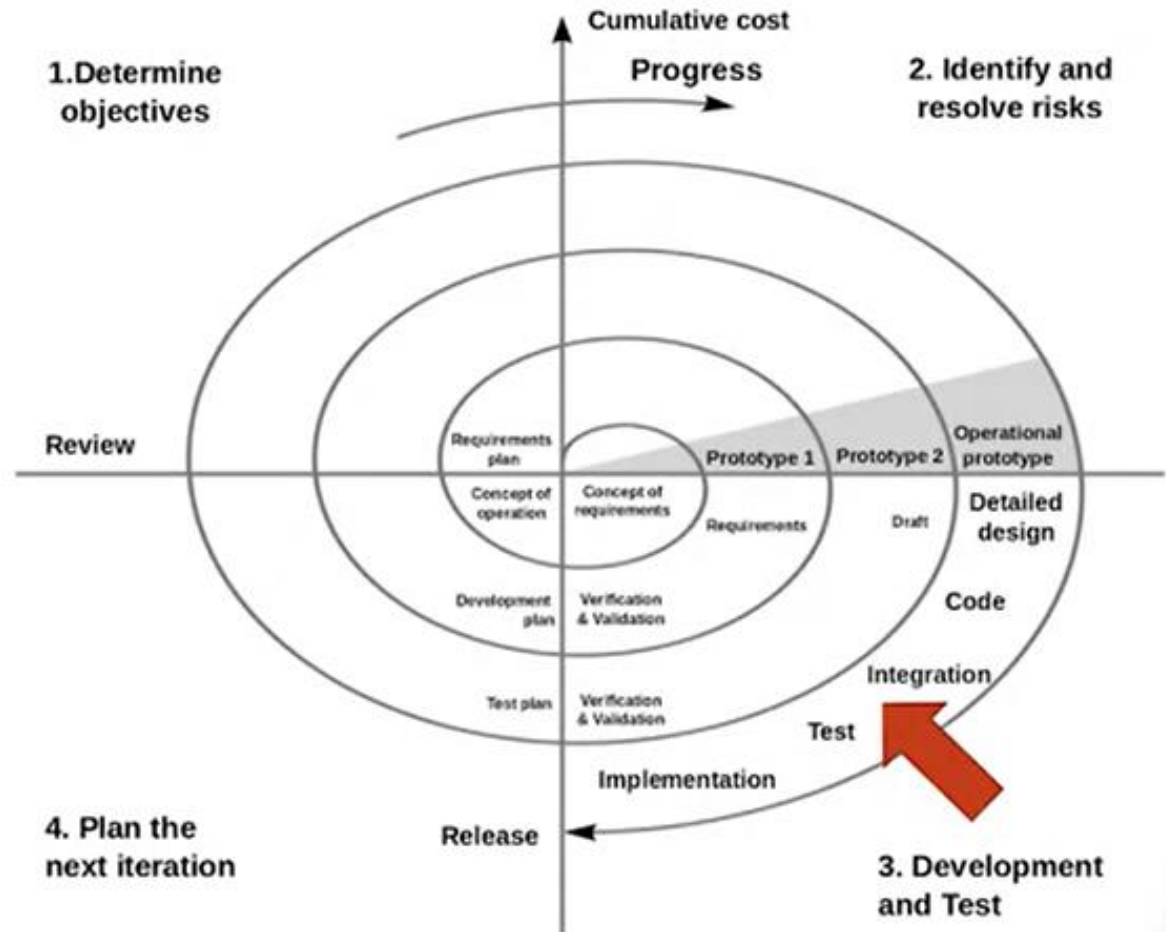 Cumulative cost
Progress
1.Determine
objectives
2. Identify and
resolve risks
Review
Requirements
plan
Prototype 1
Prototype 2
Operational
prototype
Concept of
operation
Concept of
requirements
Requirements
Draft
Detailed
design
Development
plan
Verification
& Validation
Code
Integration
Test plan
Verification
& Validation
Test
Implementation
Release
4. Plan the
next iteration
3. Development
and Test